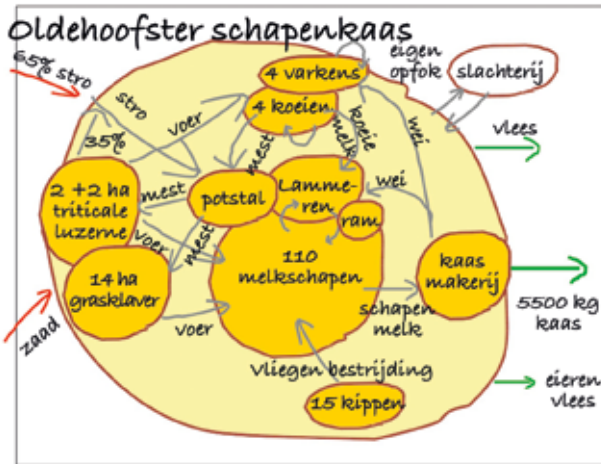 Oldehoofster schapenkaas
65% stro
stro
35%
voer
4 varkens
4 koeien
eigen
opfok
slachterij
vlees
mest
koeie
melk
wei
wei
2 +2 ha
triticale
luzerne
mest
potstal
Lamme-
ren
ram
voer
mest
14 ha
grasklaver
voer
zaad
110
melkschapen
schapen
melk
kaas
makerij
5500 kg
kaas
vliegen bestrijding
15 kippen
eieren
vlees